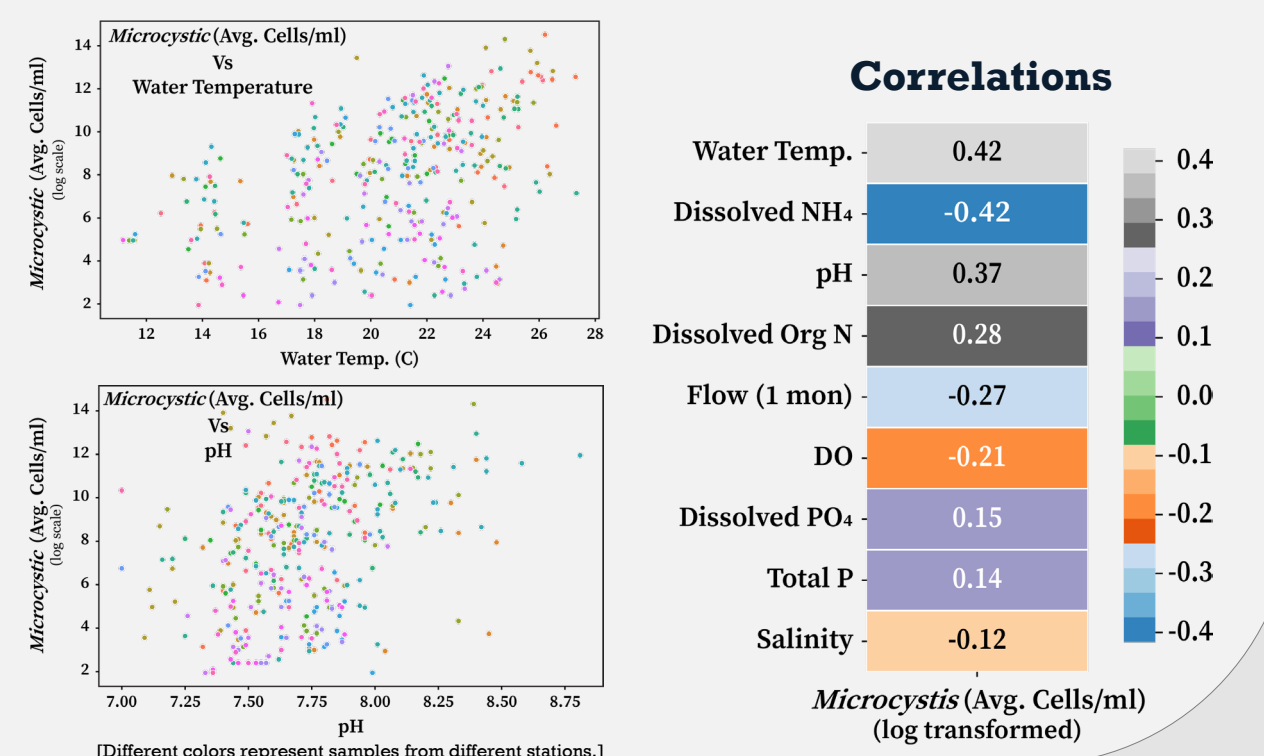 Microcystic (Avg. Cells/ml)
Vs
Water Temperature
Microcystic (Avg. Cells/ml)
(log scale)
14
12
10
8
6
4
2
12 14 16 18 20 22 24 26 28
Water Temp. (C)
Microcystic (Avg. Cells/ml)
Vs
pH
Microcystic (Avg. Cells/ml)
(log scale)
14
12
10
8
6
4
2
7.00 7.25 7.50 7.75 8.00 8.25 8.50 8.75
pH
[Different colors represent samples from different stations.]
Correlations
Water Temp. 0.42
Dissolved NH₄ -0.42
pH 0.37
Dissolved Org N 0.28
Flow (1 mon) -0.27
DO -0.21
Dissolved PO₄ 0.15
Total P 0.14
Salinity -0.12
Microcystis (Avg. Cells/ml)
(log transformed)
0.4
0.3
0.2
0.1
0.0
-0.1
-0.2
-0.3
-0.4